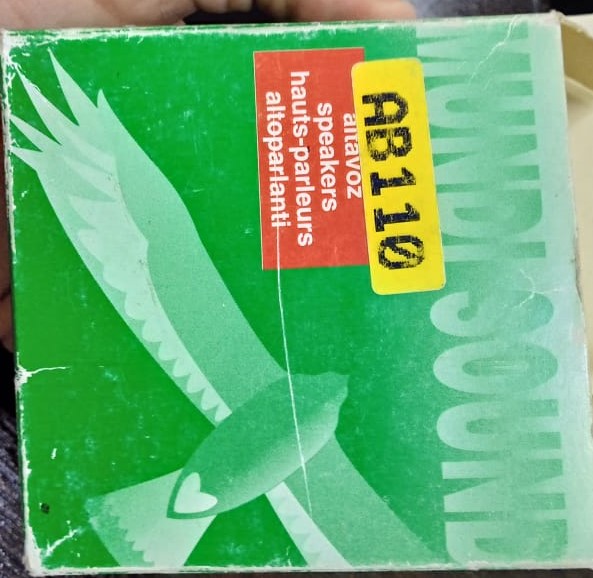 MUNDI SOUND
AB110
altavoz
speakers
hauts-parleurs
altoparlanti